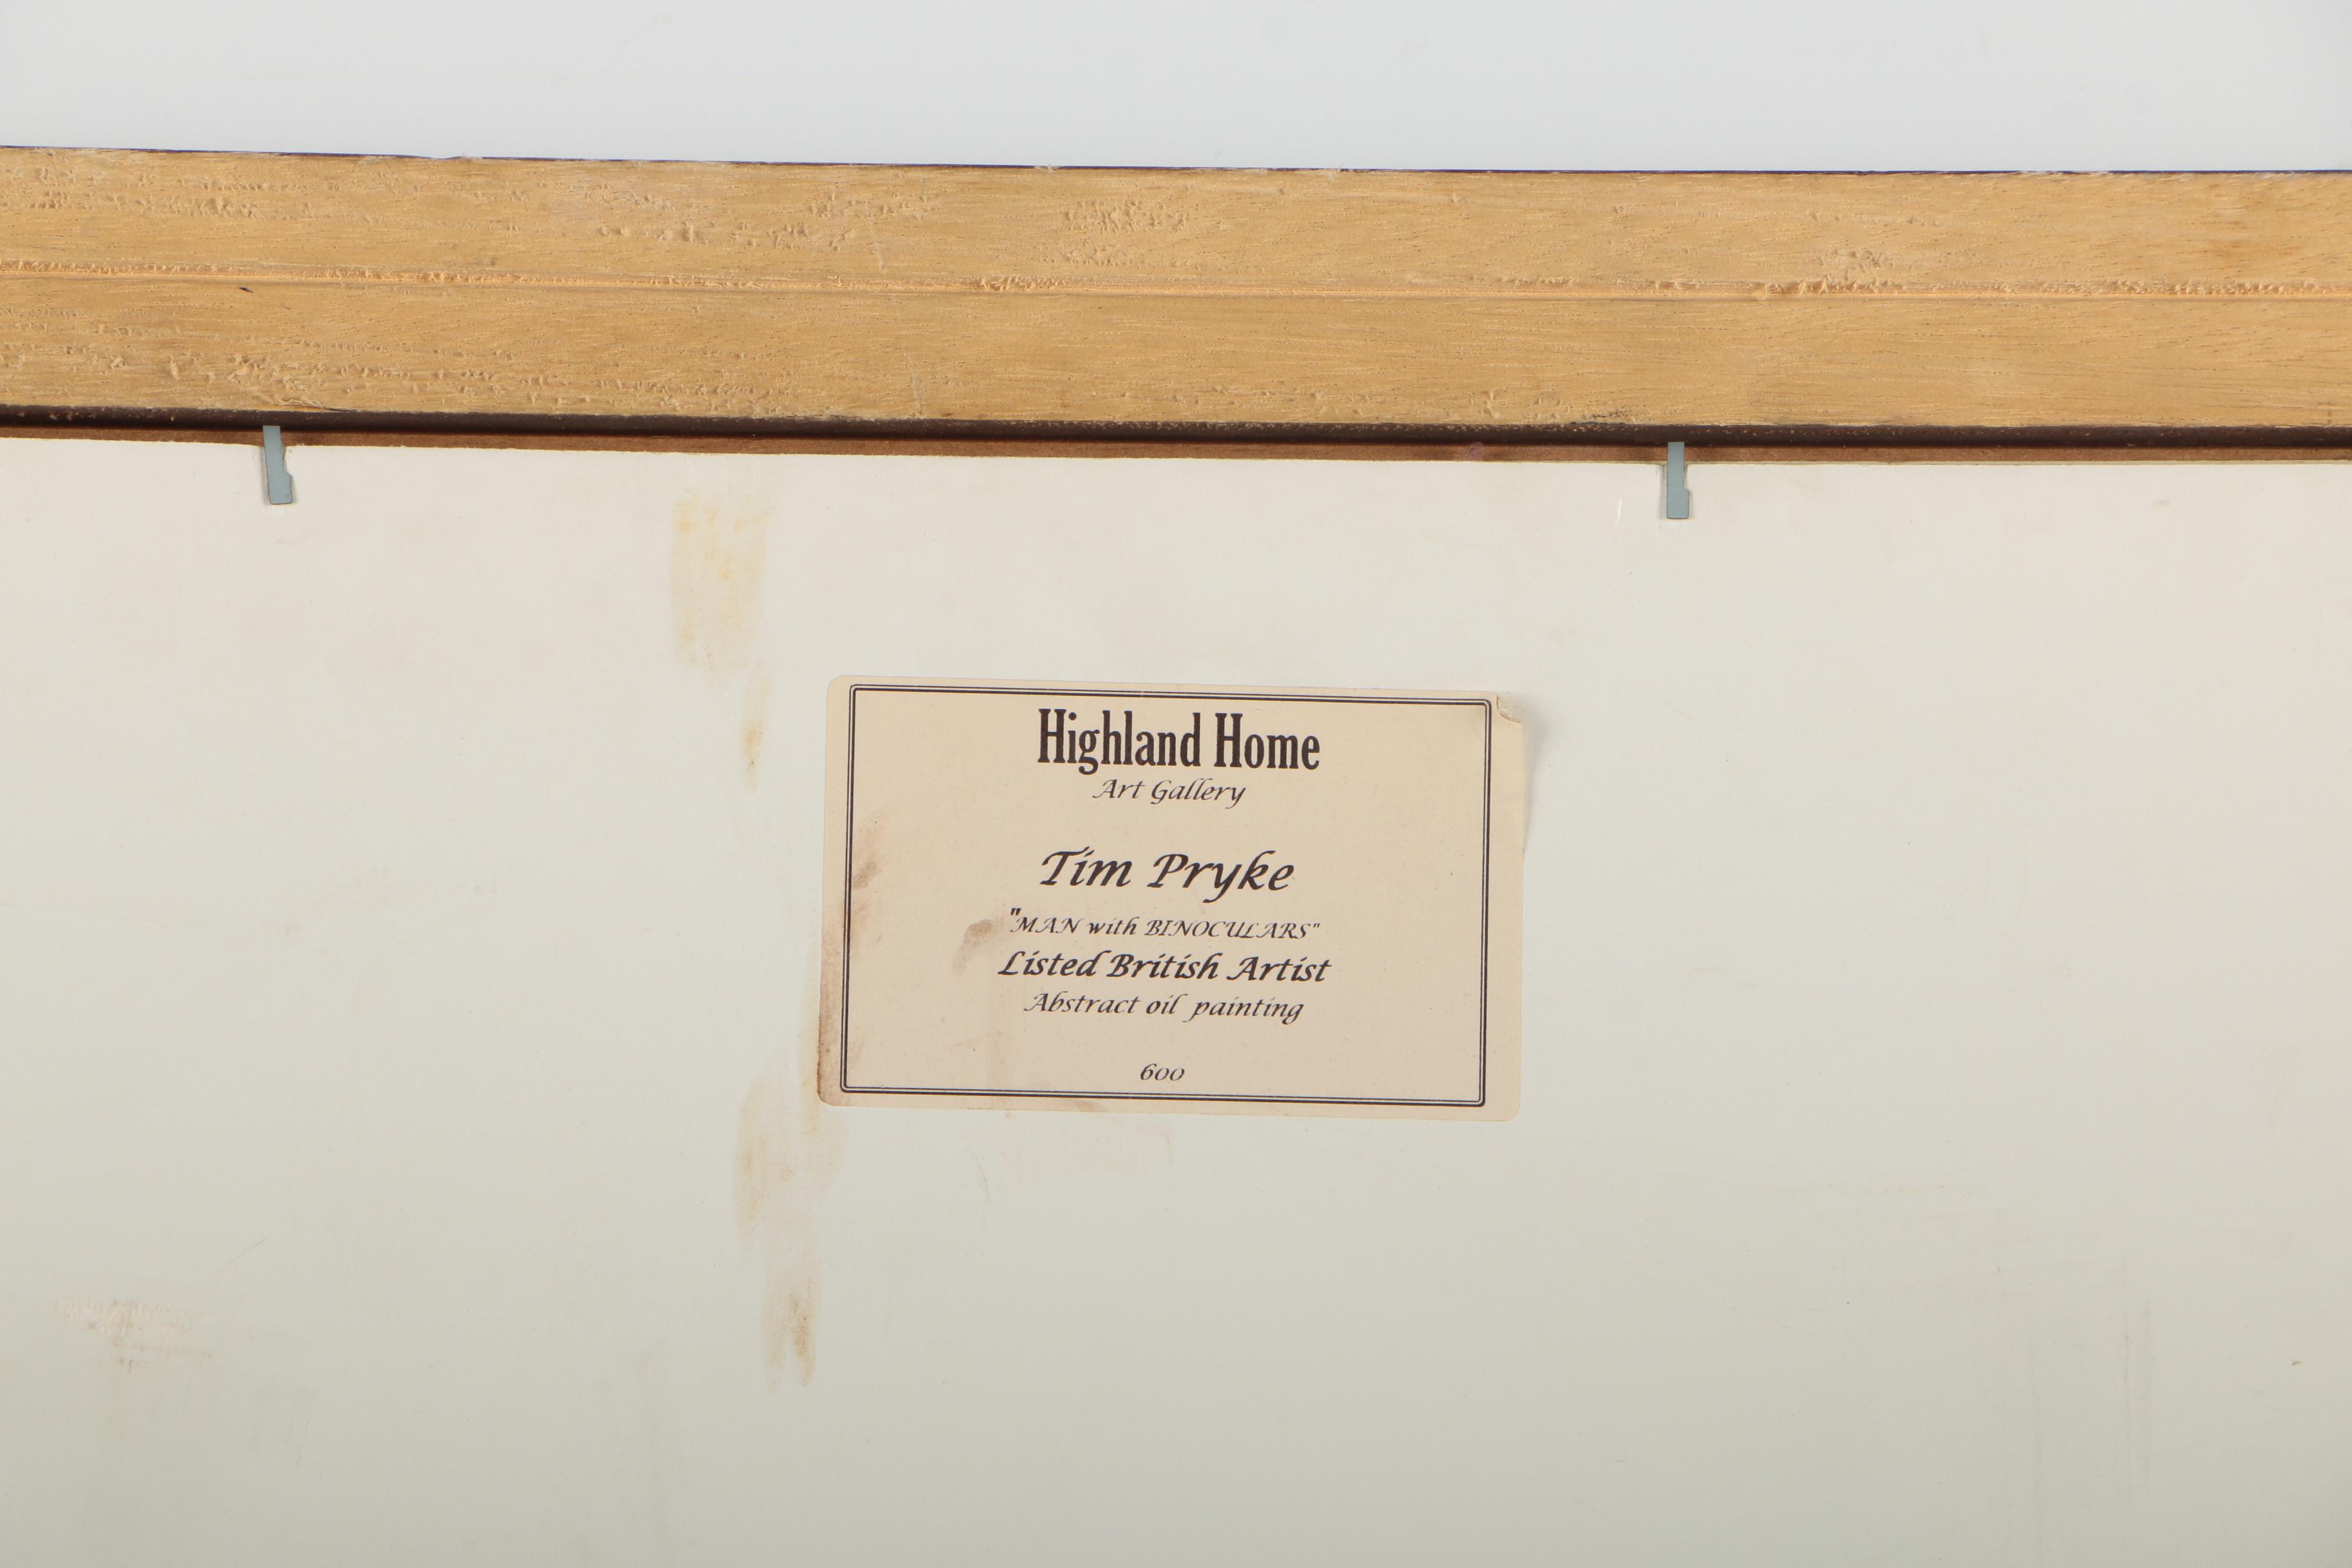 Highland Home
Art Gallery
Tim Pryke
"MAN with BINOCULARS"
Listed British Artist
Abstract oil painting
600